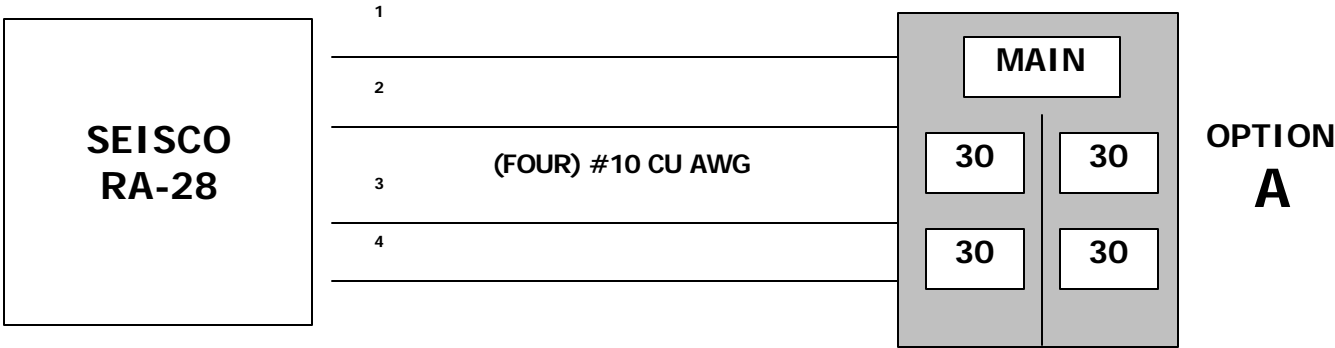 SEISCO
RA-28
1
2
(FOUR) #10 CU AWG
3
4
MAIN
30 30
30 30
OPTION
A